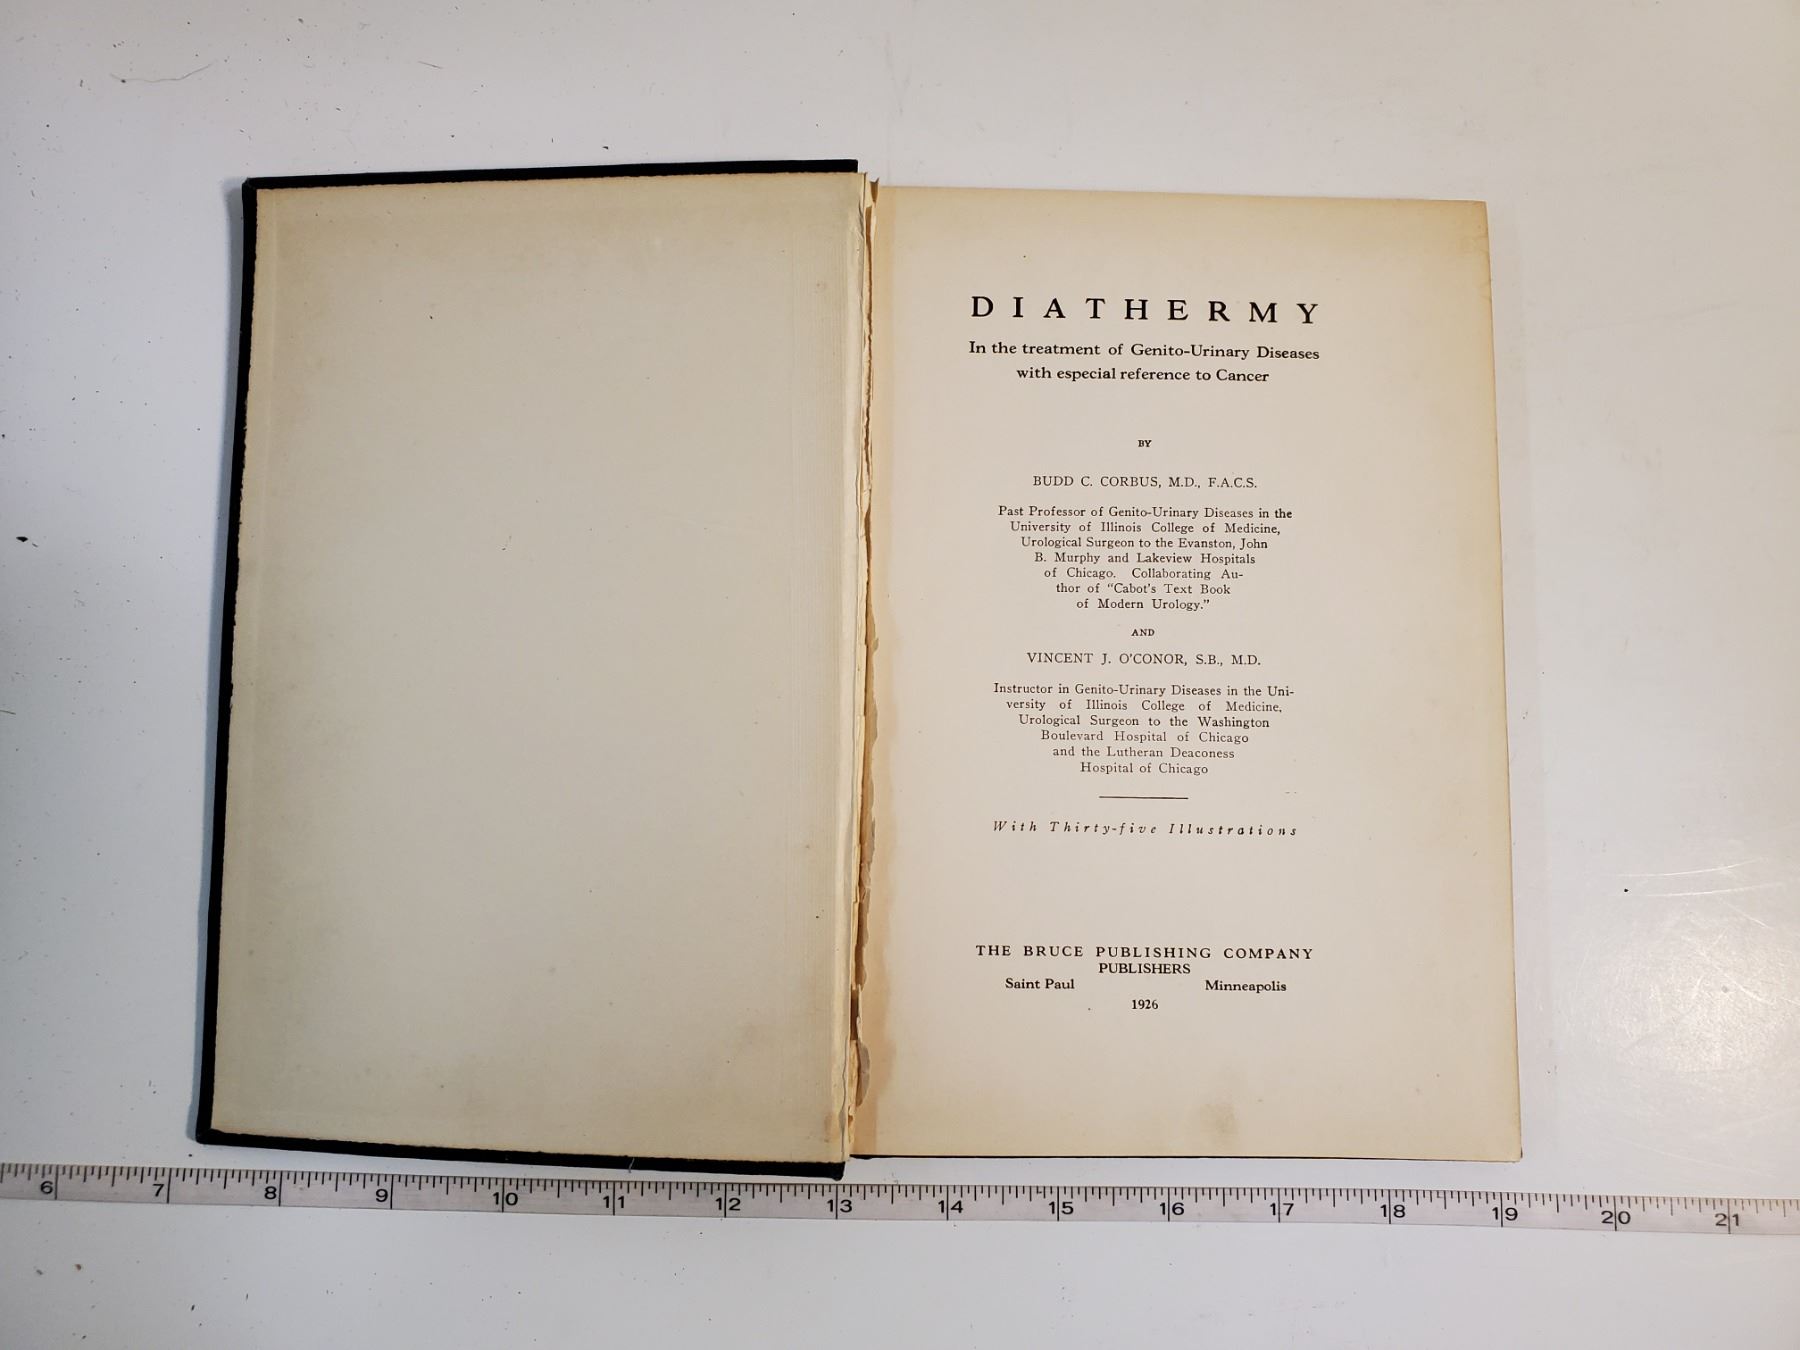 DIATHERMY
In the treatment of Genito-Urinary Diseases
with especial reference to Cancer
BY
BUDD C. CORBUS, M.D., F.A.C.S.
Past Professor of Genito-Urinary Diseases in the
University of Illinois College of Medicine,
Urological Surgeon to the Evanston, John
B. Murphy and Lakeview Hospitals
of Chicago. Collaborating Au-
thor of "Cabot's Text Book
of Modern Urology."
AND
VINCENT J. O'CONOR, S.B., M.D.
Instructor in Genito-Urinary Diseases in the Uni-
versity of Illinois College of Medicine,
Urological Surgeon to the Washington
Boulevard Hospital of Chicago
and the Lutheran Deaconess
Hospital of Chicago
With Thirty-five Illustrations
THE BRUCE PUBLISHING COMPANY
PUBLISHERS
Saint Paul Minneapolis
1926
6 7 8 9 10 11 12 13 14 15 16 17 18 19 20 21